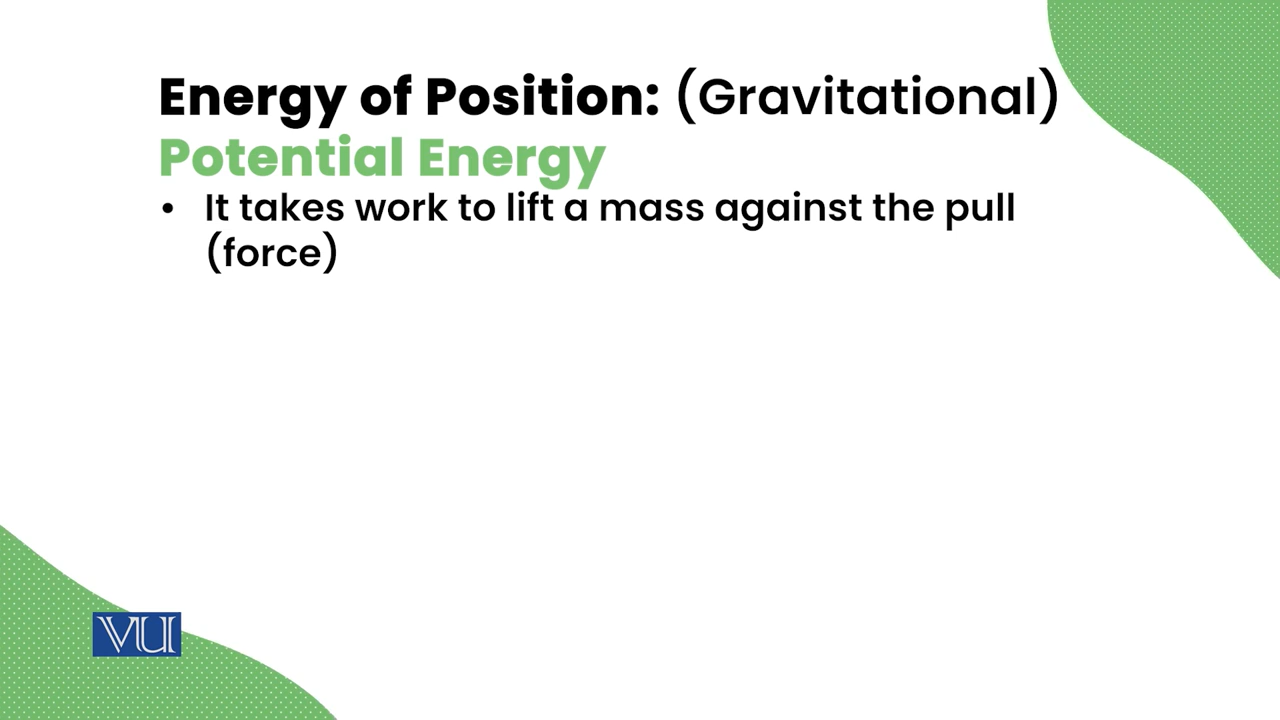 Energy of Position: (Gravitational)
Potential Energy
• It takes work to lift a mass against the pull
(force)
VU